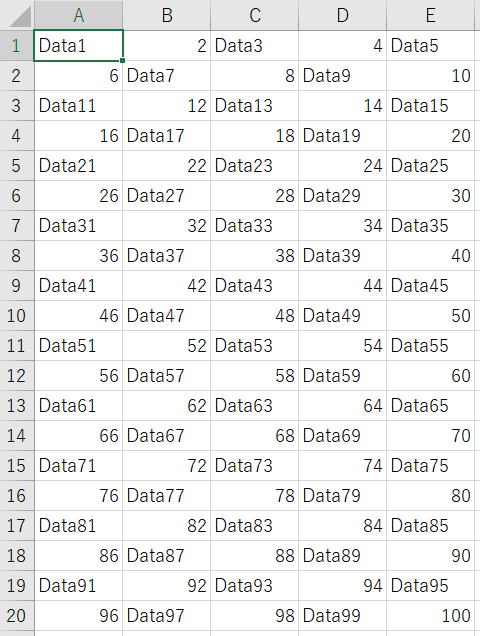 A B C D E
1 Data1 2 Data3 4 Data5
2 6 Data7 8 Data9 10
3 Data11 12 Data13 14 Data15
4 16 Data17 18 Data19 20
5 Data21 22 Data23 24 Data25
6 26 Data27 28 Data29 30
7 Data31 32 Data33 34 Data35
8 36 Data37 38 Data39 40
9 Data41 42 Data43 44 Data45
10 46 Data47 48 Data49 50
11 Data51 52 Data53 54 Data55
12 56 Data57 58 Data59 60
13 Data61 62 Data63 64 Data65
14 66 Data67 68 Data69 70
15 Data71 72 Data73 74 Data75
16 76 Data77 78 Data79 80
17 Data81 82 Data83 84 Data85
18 86 Data87 88 Data89 90
19 Data91 92 Data93 94 Data95
20 96 Data97 98 Data99 100